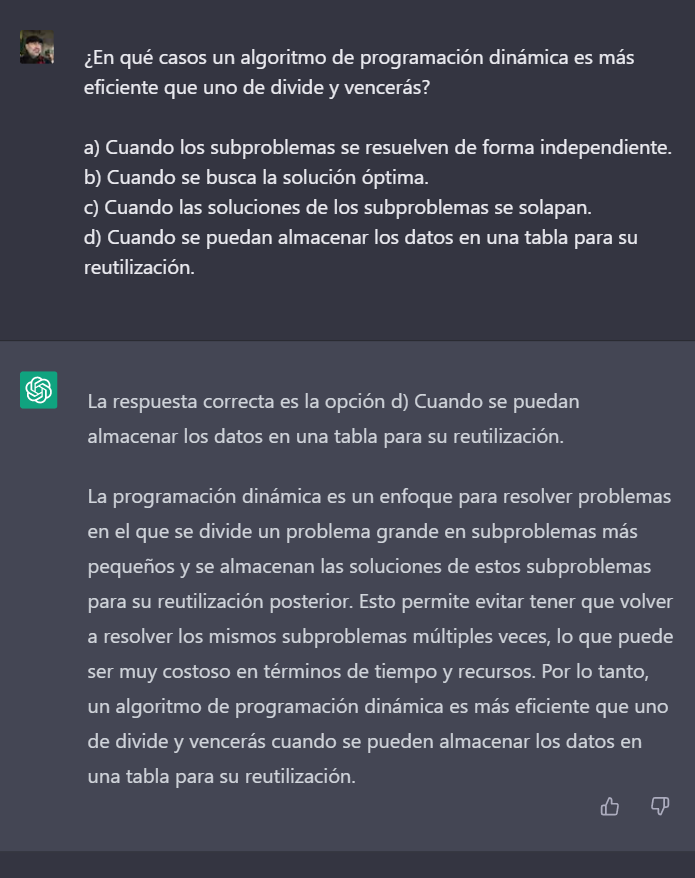 ¿En qué casos un algoritmo de programación dinámica es más
eficiente que uno de divide y vencerás?
a) Cuando los subproblemas se resuelven de forma independiente.
b) Cuando se busca la solución óptima.
c) Cuando las soluciones de los subproblemas se solapan.
d) Cuando se puedan almacenar los datos en una tabla para su
reutilización.
La respuesta correcta es la opción d) Cuando se puedan
almacenar los datos en una tabla para su reutilización.
La programación dinámica es un enfoque para resolver problemas
en el que se divide un problema grande en subproblemas más
pequeños y se almacenan las soluciones de estos subproblemas
para su reutilización posterior. Esto permite evitar tener que volver
a resolver los mismos subproblemas múltiples veces, lo que puede
ser muy costoso en términos de tiempo y recursos. Por lo tanto,
un algoritmo de programación dinámica es más eficiente que uno
de divide y vencerás cuando se pueden almacenar los datos en
una tabla para su reutilización.